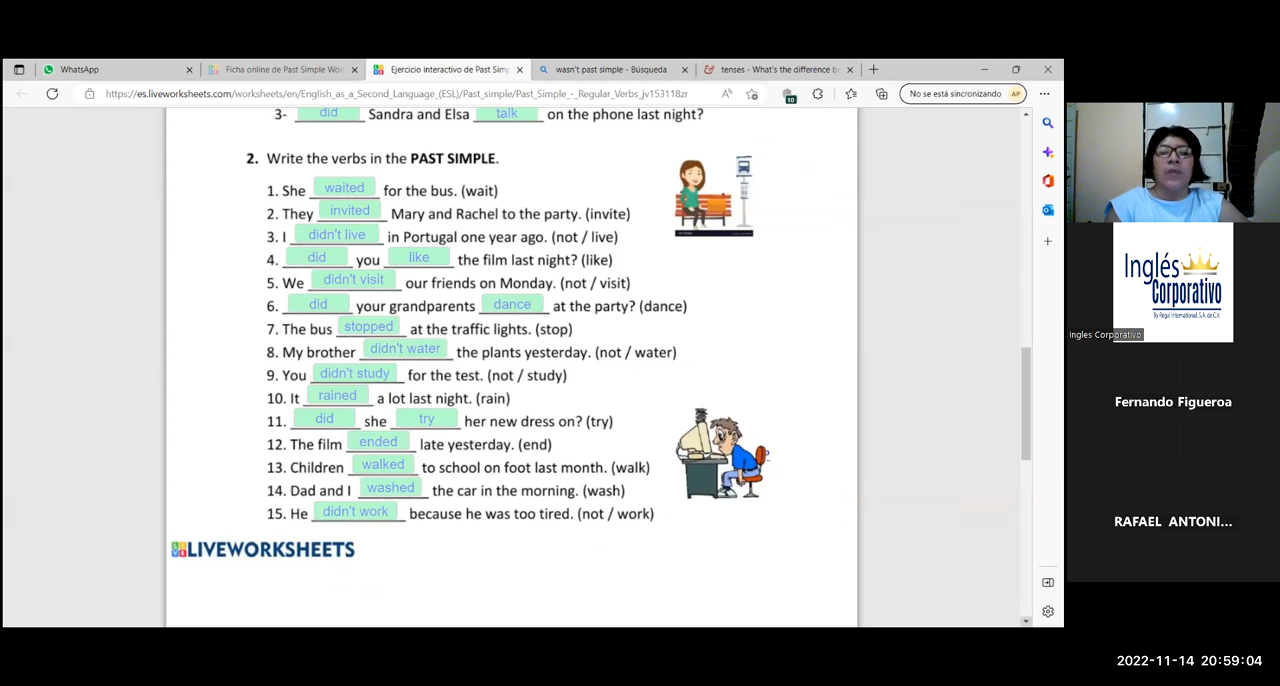 WhatsApp
Ficha online de Past Simple Wor
Ejercicio interactivo de Past Simp
wasn't past simple - Búsqueda
tenses - What's the difference b
https://es.liveworksheets.com/worksheets/en/English_as_a_Second_Language_(ESL)/Past_simple/Past_Simple_-_Regular_Verbs_jv153118zr
No se está sincronizando
AP
10
3- did Sandra and Elsa talk on the phone last night?
2. Write the verbs in the PAST SIMPLE.
1. She waited for the bus. (wait)
2. They invited Mary and Rachel to the party. (invite)
3. I didn't live in Portugal one year ago. (not / live)
4. did you like the film last night? (like)
5. We didn't visit our friends on Monday. (not / visit)
6. did your grandparents dance at the party? (dance)
7. The bus stopped at the traffic lights. (stop)
8. My brother didn't water the plants yesterday. (not / water)
9. You didn't study for the test. (not / study)
10. It rained a lot last night. (rain)
11. did she try her new dress on? (try)
12. The film ended late yesterday. (end)
13. Children walked to school on foot last month. (walk)
14. Dad and I washed the car in the morning. (wash)
15. He didn't work because he was too tired. (not / work)
LIVEWORKSHEETS
Inglés
Corporativo
By Regal International, S.A. de C.V.
Ingles Corporativo
Fernando Figueroa
RAFAEL ANTONI...
2022-11-14 20:59:04